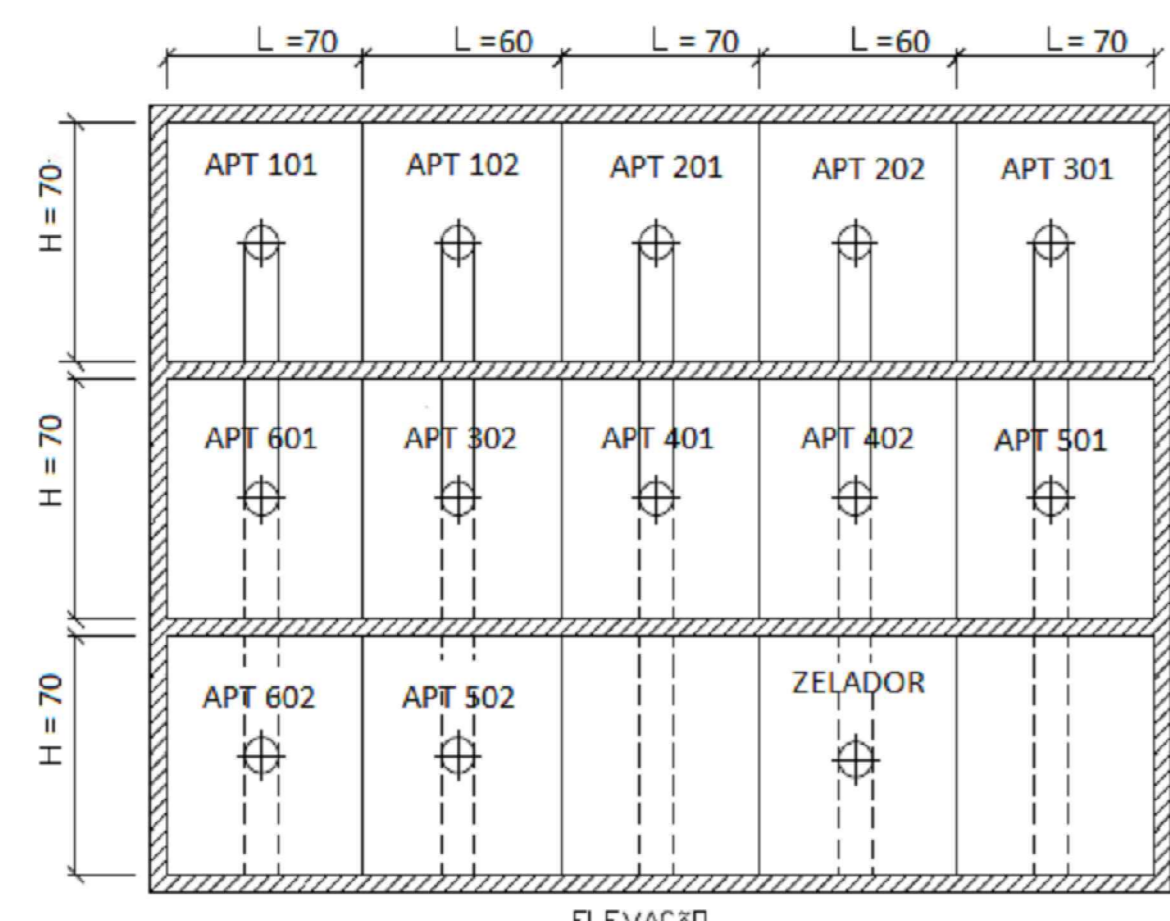 L =70 L =60 L = 70 L =60 L= 70
H = 70
APT 101 APT 102 APT 201 APT 202 APT 301
H = 70
APT 601 APT 302 APT 401 APT 402 APT 501
H = 70
APT 602 APT 502 ZELADOR
ELEVAÇÃO